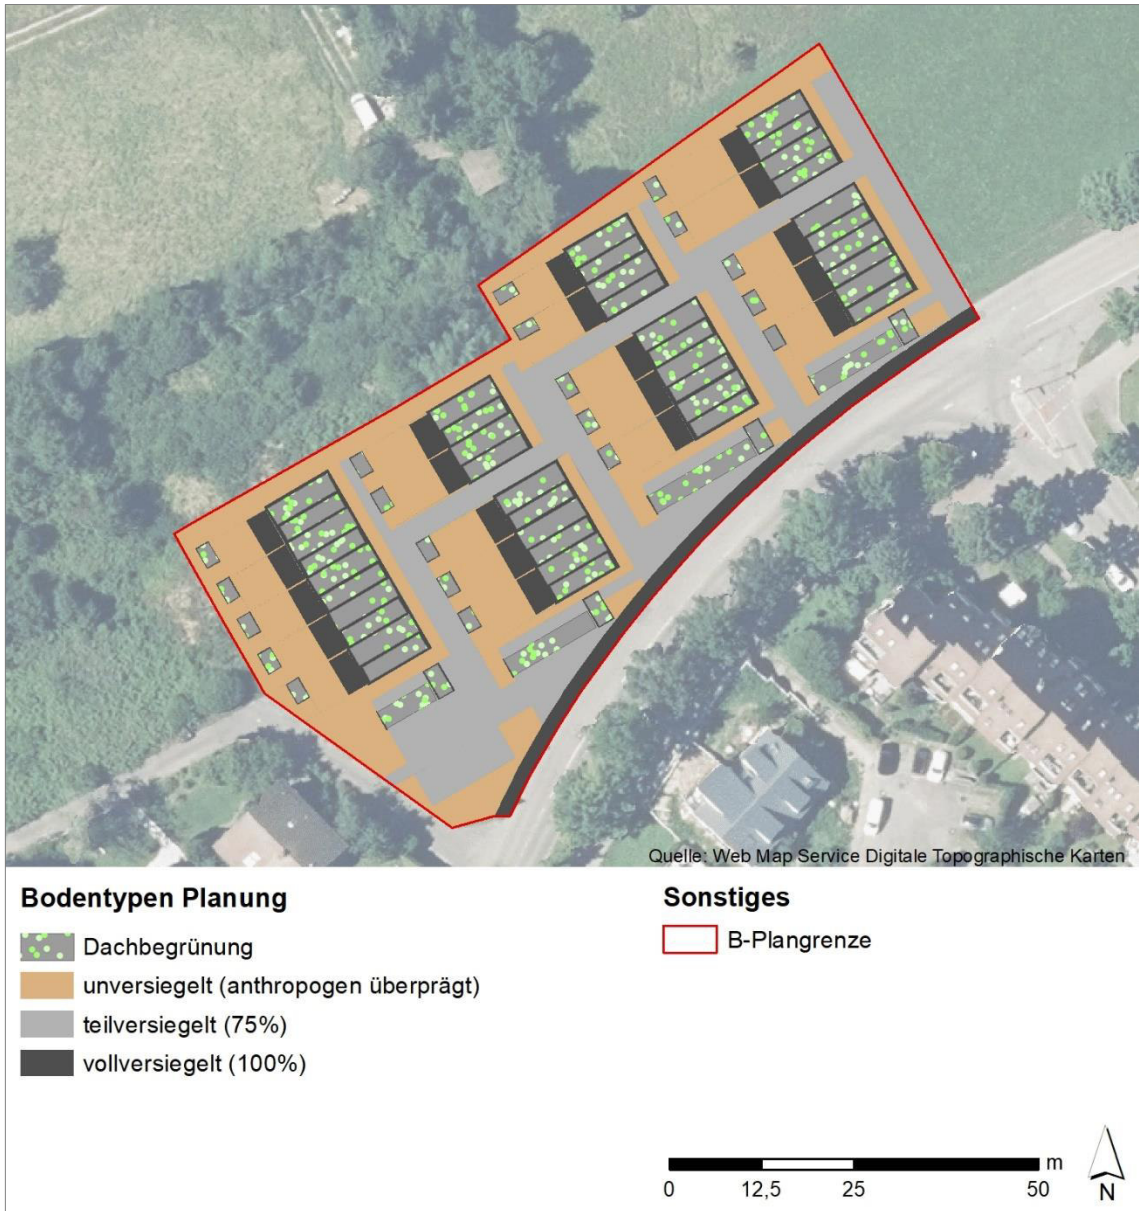 Quelle: Web Map Service Digitale Topographische Karten
Bodentypen Planung
Dachbegrünung
unversiegelt (anthropogen überprägt)
teilversiegelt (75%)
vollversiegelt (100%)
Sonstiges
B-Plangrenze
m
0 12,5 25 50
N